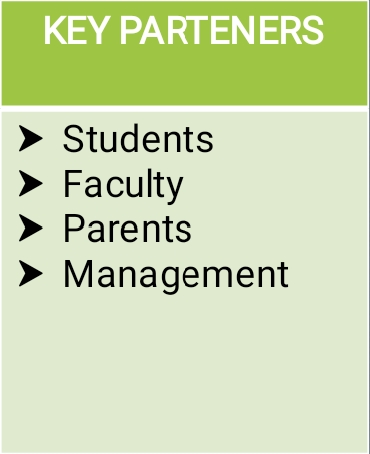 KEY PARTENERS
➤ Students
➤ Faculty
➤ Parents
➤ Management